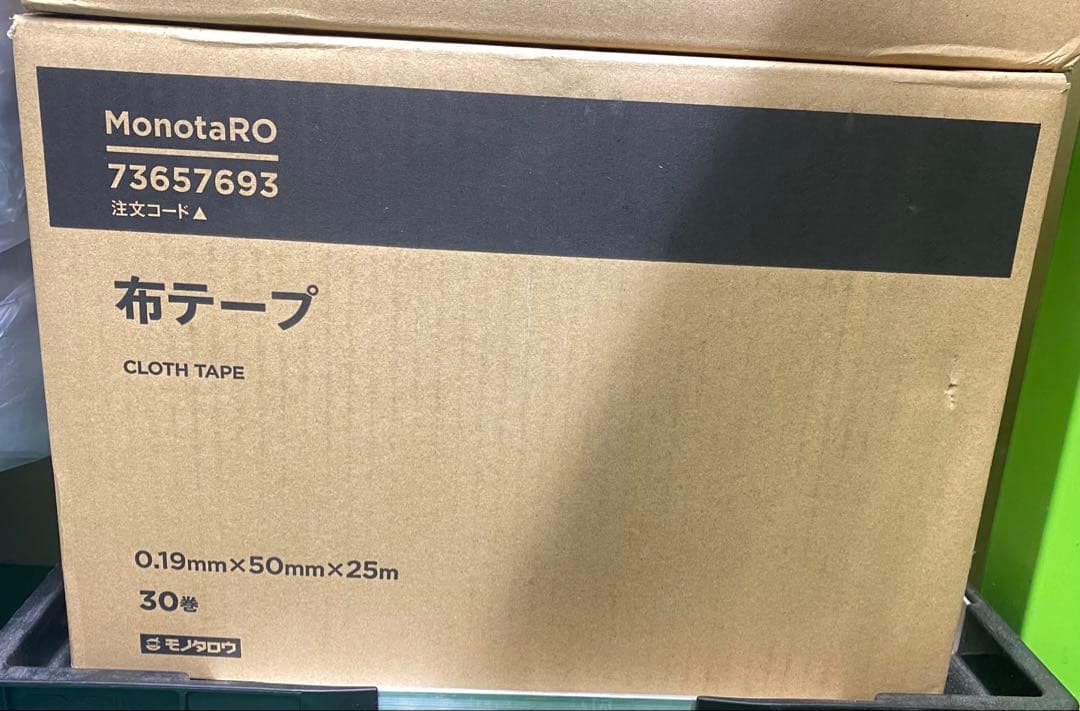 MonotaRO
73657693
注文コード▲
布テープ
CLOTH TAPE
0.19mm×50mm×25m
30巻
モノタロウ